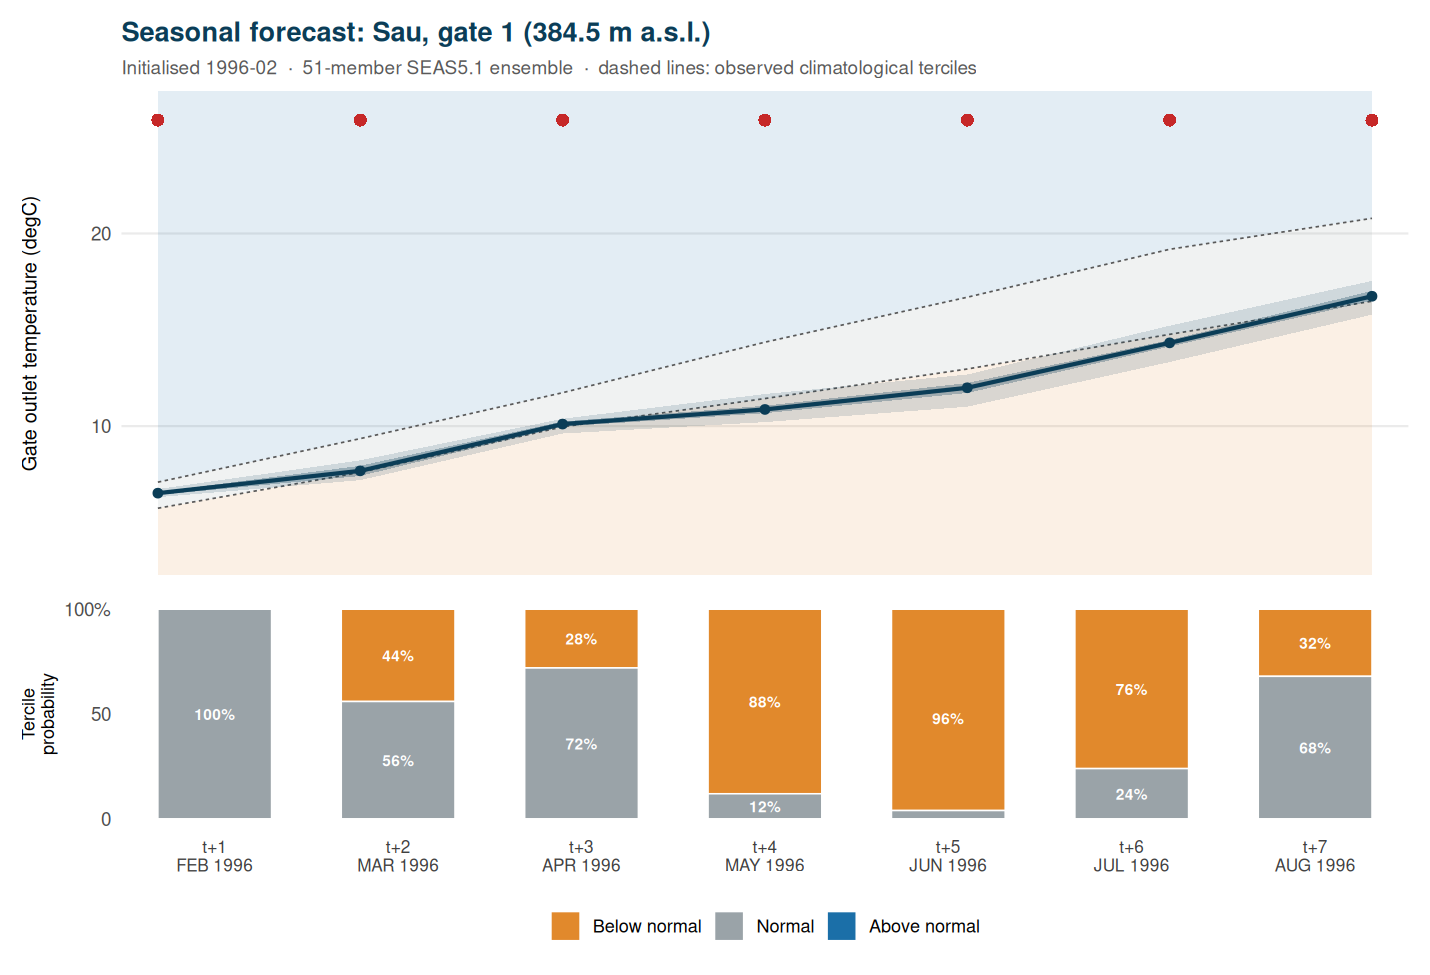 Seasonal forecast: Sau, gate 1 (384.5 m a.s.l.)
Initialised 1996-02 · 51-member SEAS5.1 ensemble · dashed lines: observed climatological terciles
Gate outlet temperature (degC)
20
10
Tercile
probability
100%
50
0
100%
44%
56%
28%
72%
88%
12%
96%
76%
24%
32%
68%
t+1
FEB 1996
t+2
MAR 1996
t+3
APR 1996
t+4
MAY 1996
t+5
JUN 1996
t+6
JUL 1996
t+7
AUG 1996
Below normal
Normal
Above normal